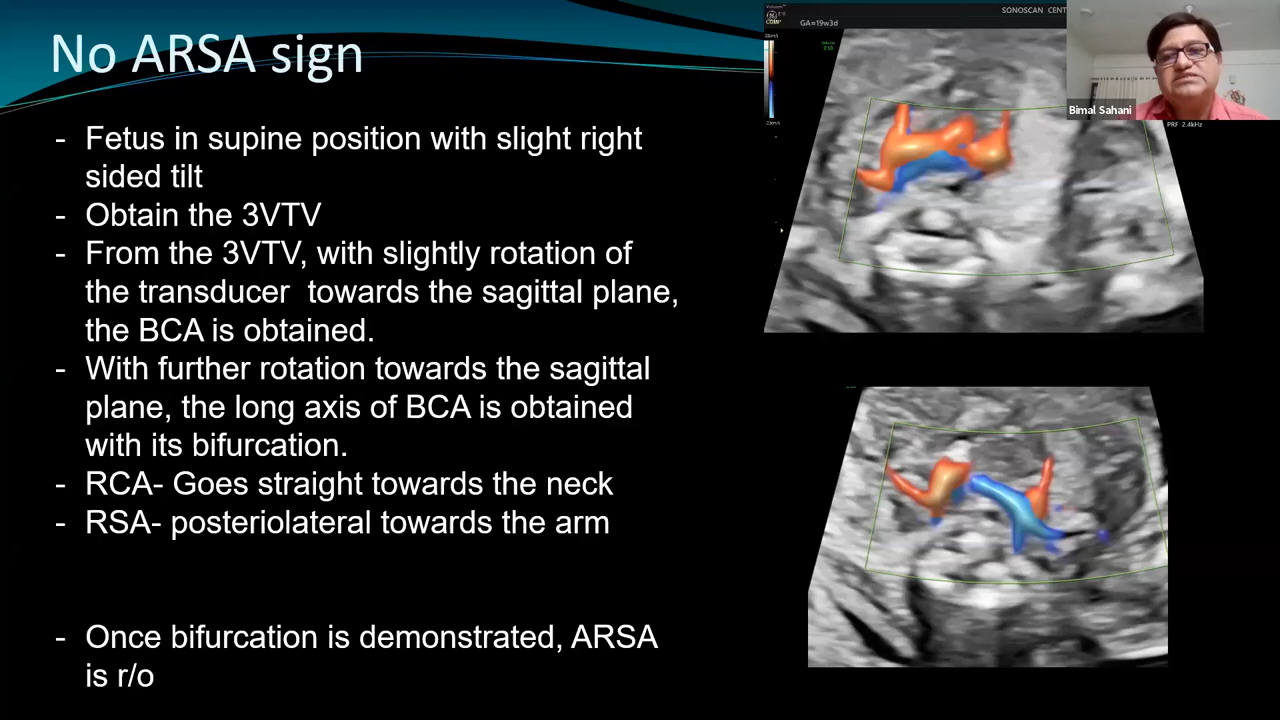 No ARSA sign
- Fetus in supine position with slight right
sided tilt
- Obtain the 3VTV
- From the 3VTV, with slightly rotation of
the transducer towards the sagittal plane,
the BCA is obtained.
- With further rotation towards the sagittal
plane, the long axis of BCA is obtained
with its bifurcation.
- RCA- Goes straight towards the neck
- RSA- posteriolateral towards the arm
- Once bifurcation is demonstrated, ARSA
is r/o
SONOSCAN CENT
GA=19w3d
Bimal Sahani
PRF 2.4kHz